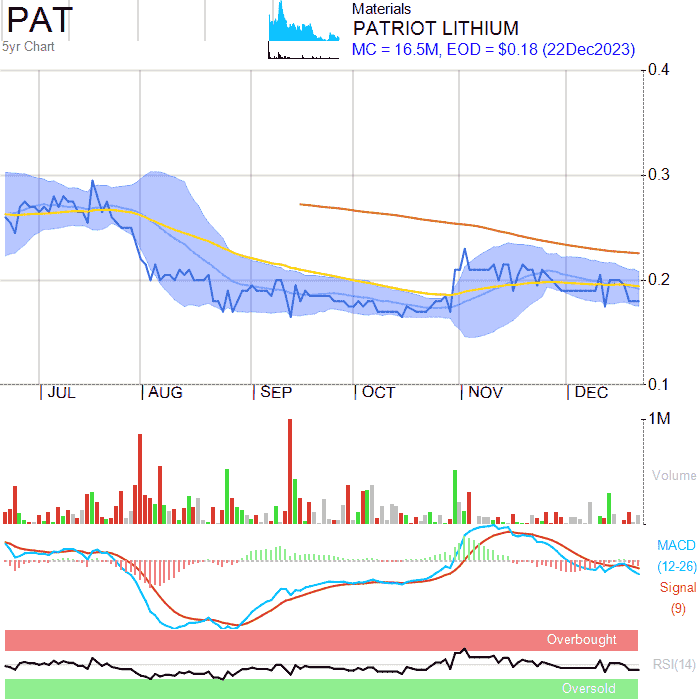 PAT
5yr Chart
Materials
PATRIOT LITHIUM
MC = 16.5M, EOD = $0.18 (22Dec2023)
0.4
0.3
0.2
0.1
JUL AUG SEP OCT NOV DEC
1M
Volume
MACD
(12-26)
Signal
(9)
Overbought
RSI(14)
Oversold